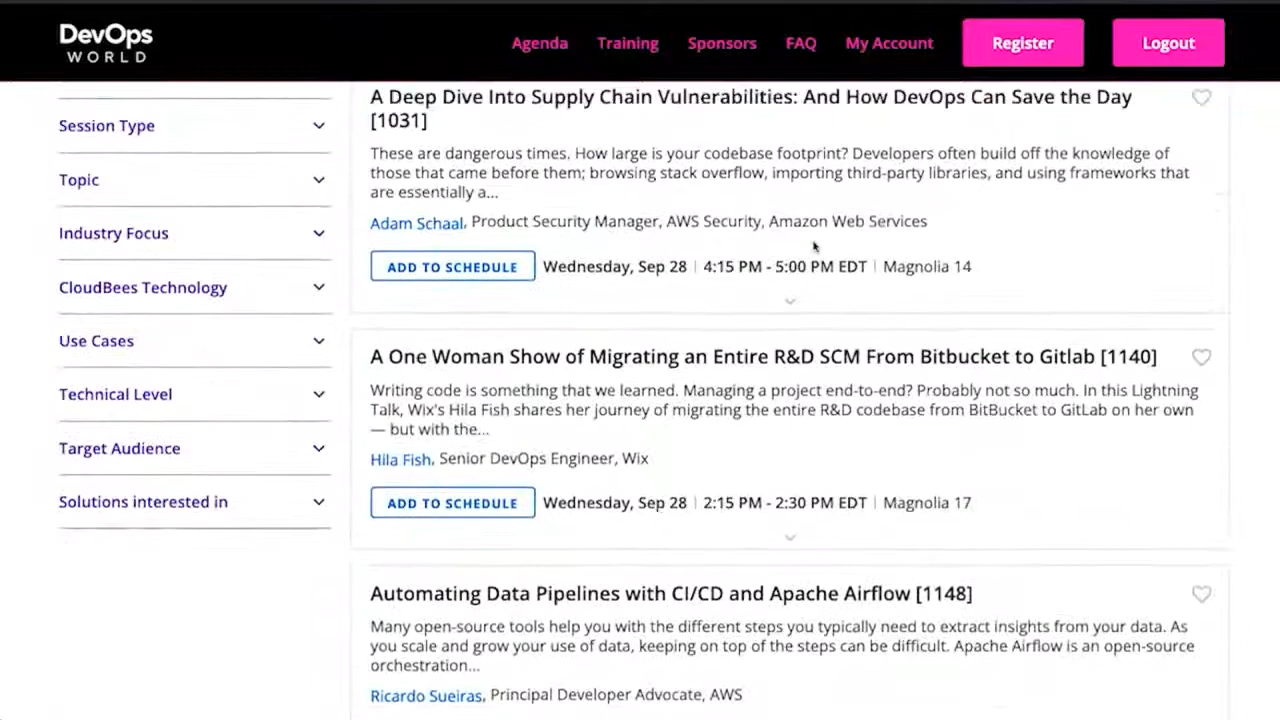 DevOps
WORLD
Agenda
Training
Sponsors
FAQ
My Account
Register
Logout
Session Type
Topic
Industry Focus
CloudBees Technology
Use Cases
Technical Level
Target Audience
Solutions interested in
A Deep Dive Into Supply Chain Vulnerabilities: And How DevOps Can Save the Day
[1031]
These are dangerous times. How large is your codebase footprint? Developers often build off the knowledge of
those that came before them; browsing stack overflow, importing third-party libraries, and using frameworks that
are essentially a...
Adam Schaal, Product Security Manager, AWS Security, Amazon Web Services
ADD TO SCHEDULE Wednesday, Sep 28 | 4:15 PM - 5:00 PM EDT | Magnolia 14
A One Woman Show of Migrating an Entire R&D SCM From Bitbucket to Gitlab [1140]
Writing code is something that we learned. Managing a project end-to-end? Probably not so much. In this Lightning
Talk, Wix's Hila Fish shares her journey of migrating the entire R&D codebase from BitBucket to GitLab on her own
— but with the...
Hila Fish, Senior DevOps Engineer, Wix
ADD TO SCHEDULE Wednesday, Sep 28 | 2:15 PM - 2:30 PM EDT | Magnolia 17
Automating Data Pipelines with CI/CD and Apache Airflow [1148]
Many open-source tools help you with the different steps you typically need to extract insights from your data. As
you scale and grow your use of data, keeping on top of the steps can be difficult. Apache Airflow is an open-source
orchestration...
Ricardo Sueiras, Principal Developer Advocate, AWS